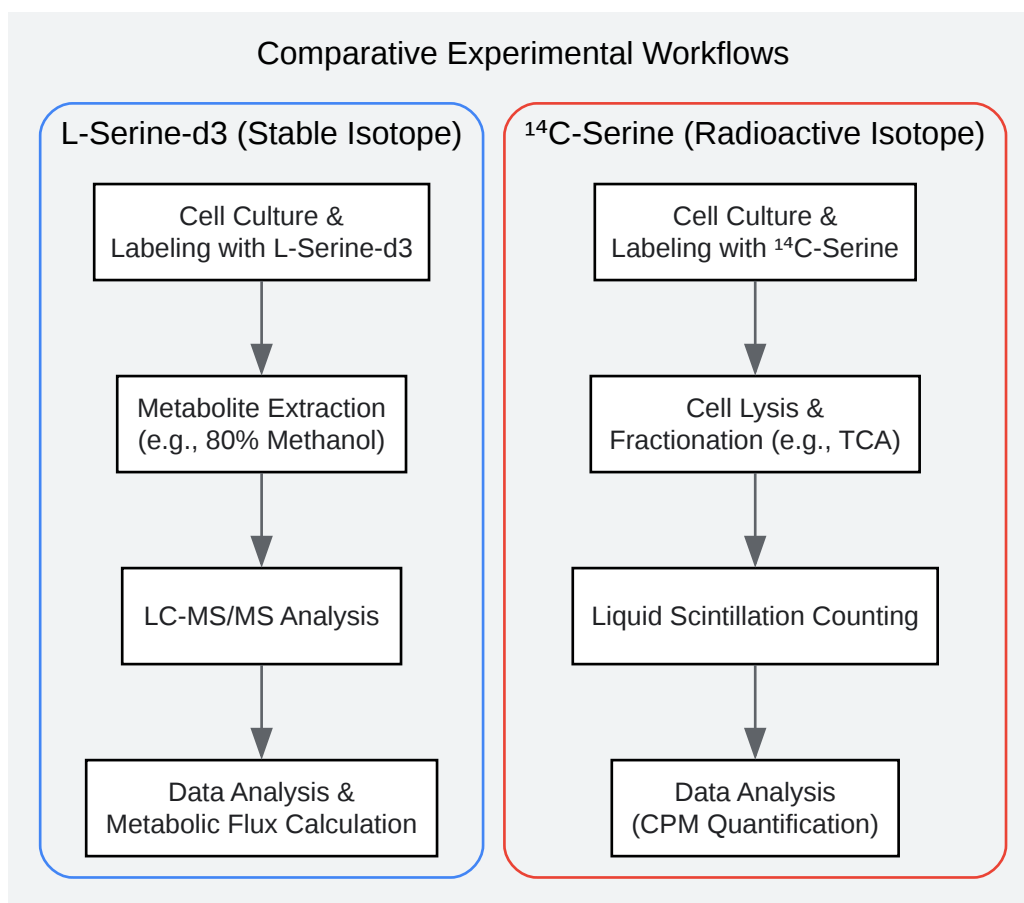 Comparative Experimental Workflows
L-Serine-d3 (Stable Isotope)
Cell Culture &
Labeling with L-Serine-d3
Metabolite Extraction
(e.g., 80% Methanol)
LC-MS/MS Analysis
Data Analysis &
Metabolic Flux Calculation
¹⁴C-Serine (Radioactive Isotope)
Cell Culture &
Labeling with ¹⁴C-Serine
Cell Lysis &
Fractionation (e.g., TCA)
Liquid Scintillation Counting
Data Analysis
(CPM Quantification)